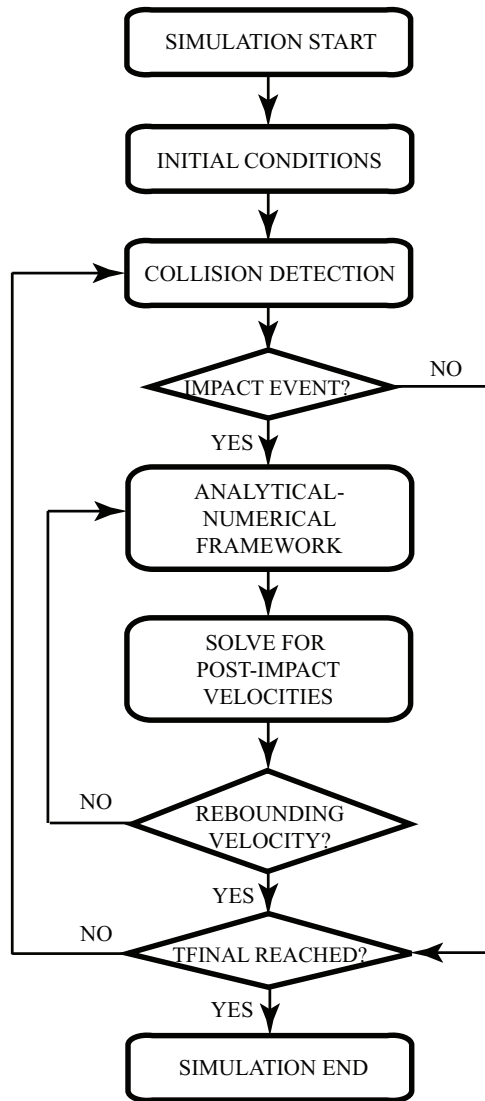 SIMULATION START
INITIAL CONDITIONS
COLLISION DETECTION
NO
IMPACT EVENT?
YES
ANALYTICAL-
NUMERICAL
FRAMEWORK
SOLVE FOR
POST-IMPACT
VELOCITIES
NO
REBOUNDING
VELOCITY?
YES
NO
TFINAL REACHED?
YES
SIMULATION END